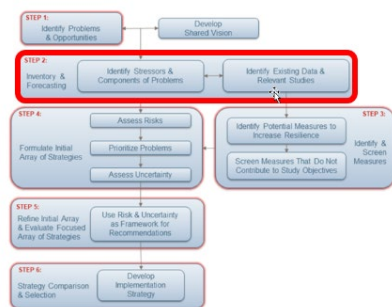 STEP 1:
Identify Problems
& Opportunities
Develop
Shared Vision
STEP 2:
Inventory &
Forecasting
Identify Stressors &
Components of Problems
Identify Existing Data &
Relevant Studies
STEP 4:
Formulate Initial
Array of Strategies
Assess Risks
Prioritize Problems
Assess Uncertainty
STEP 3:
Identify &
Screen
Measures
Identify Potential Measures to
Increase Resilience
Screen Measures That Do Not
Contribute to Study Objectives
STEP 5:
Refine Initial Array
& Evaluate Focused
Array of Strategies
Use Risk & Uncertainty
as Framework for
Recommendations
STEP 6:
Strategy Comparison
& Selection
Develop
Implementation
Strategy